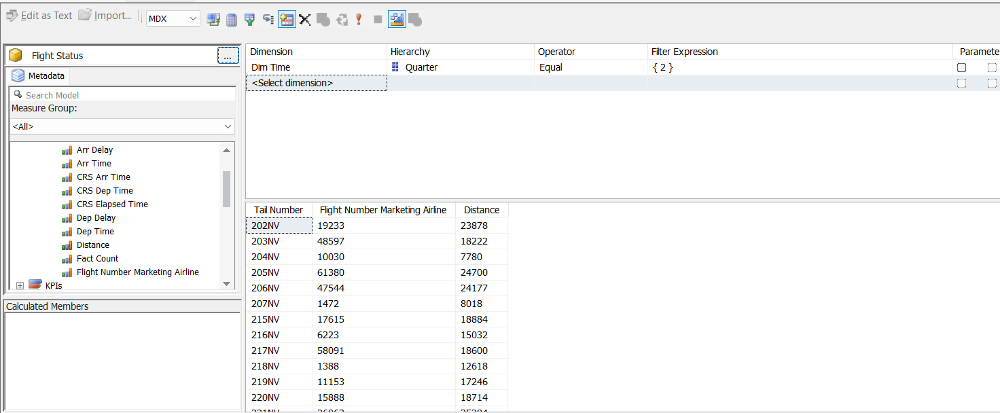 Edit as Text Import... MDX
Flight Status ...
Metadata
Search Model
Measure Group:
<All>
Arr Delay
Arr Time
CRS Arr Time
CRS Dep Time
CRS Elapsed Time
Dep Delay
Dep Time
Distance
Fact Count
Flight Number Marketing Airline
KPIs
Calculated Members
Dimension Hierarchy Operator Filter Expression Paramete
Dim Time Quarter Equal { 2 }
<Select dimension>
Tail Number Flight Number Marketing Airline Distance
202NV 19233 23878
203NV 48597 18222
204NV 10030 7780
205NV 61380 24700
206NV 47544 24177
207NV 1472 8018
215NV 17615 18884
216NV 6223 15032
217NV 58091 18600
218NV 1388 12618
219NV 11153 17246
220NV 15888 18714